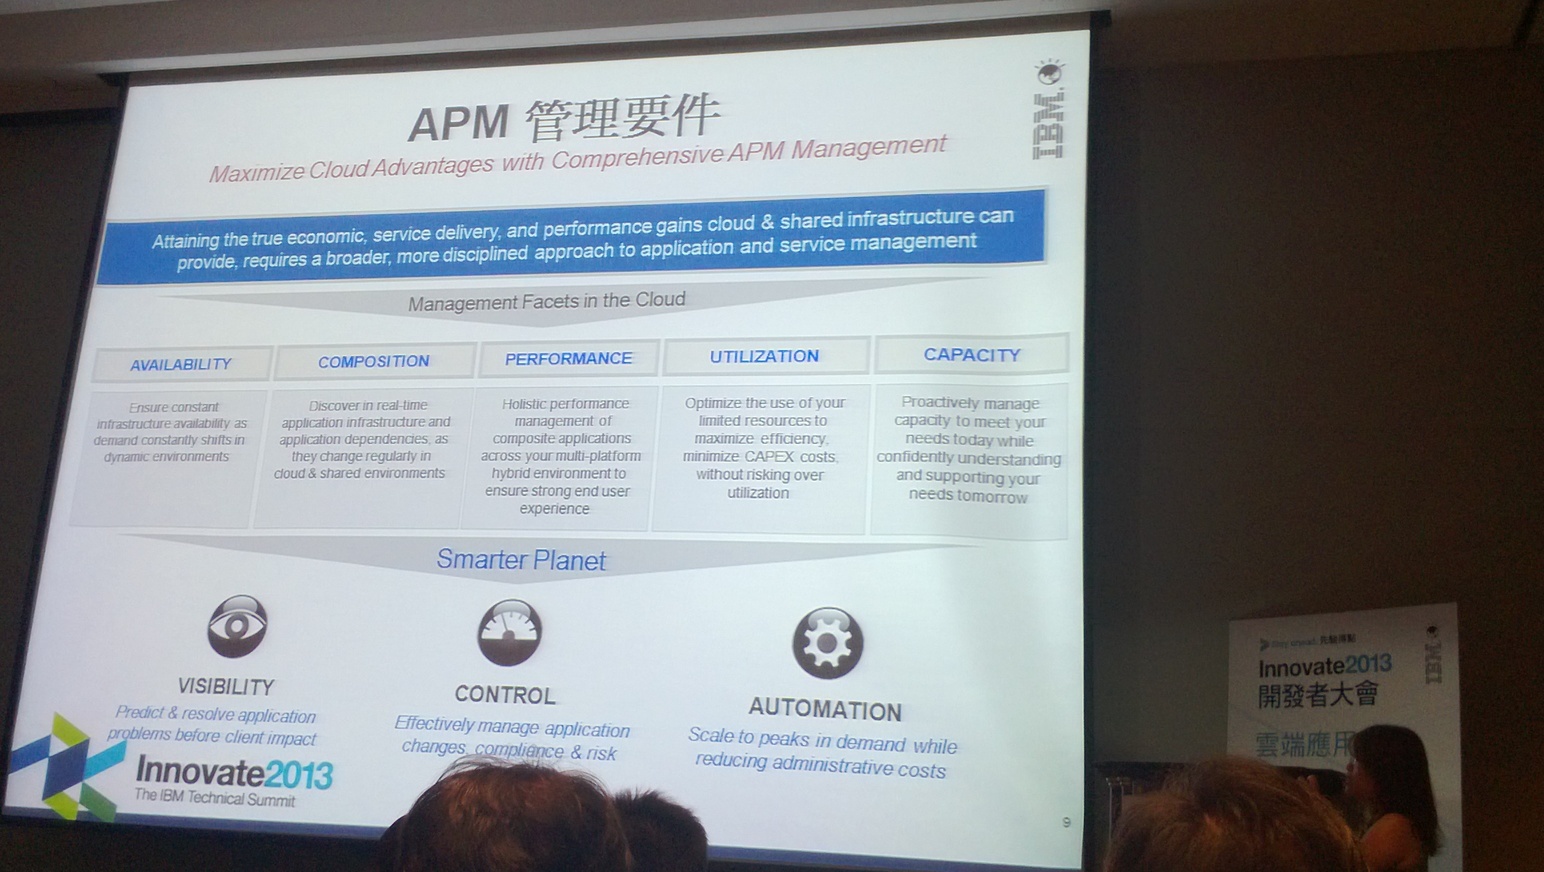 APM 管理要件
IBM
Maximize Cloud Advantages with Comprehensive APM Management
Attaining the true economic, service delivery, and performance gains cloud & shared infrastructure can
provide, requires a broader, more disciplined approach to application and service management
Management Facets in the Cloud
AVAILABILITY
Ensure constant
infrastructure availability as
demand constantly shifts in
dynamic environments
COMPOSITION
Discover in real-time
application infrastructure and
application dependencies, as
they change regularly in
cloud & shared environments
PERFORMANCE
Holistic performance
management of
composite applications
across your multi-platform
hybrid environment to
ensure strong end user
experience
UTILIZATION
Optimize the use of your
limited resources to
maximize efficiency,
minimize CAPEX costs,
without risking over
utilization
CAPACITY
Proactively manage
capacity to meet your
needs today while
confidently understanding
and supporting your
needs tomorrow
Smarter Planet
VISIBILITY
Predict & resolve application
problems before client impact
CONTROL
Effectively manage application
changes, compliance & risk
AUTOMATION
Scale to peaks in demand while
reducing administrative costs
Innovate2013
The IBM Technical Summit
9
IBM
Innovate2013
開發者大會
雲端應用